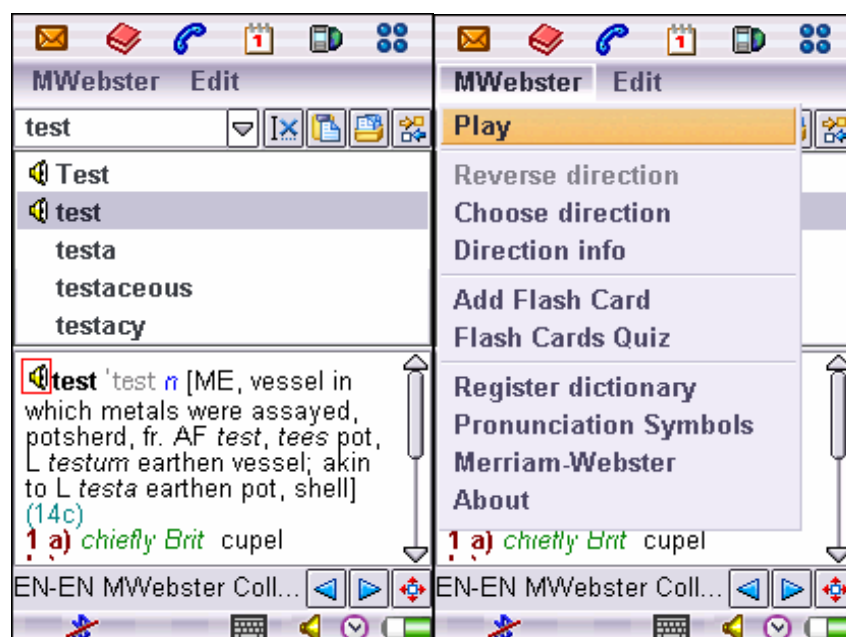 1
MWebster Edit
test
Test
test
testa
testaceous
testacy
test 'test n [ME, vessel in
which metals were assayed,
potsherd, fr. AF test, tees pot,
L testum earthen vessel; akin
to L testa earthen pot, shell]
(14c)
1 a) chiefly Brit cupel
EN-EN MWebster Coll...
1
MWebster Edit
Play
Reverse direction
Choose direction
Direction info
Add Flash Card
Flash Cards Quiz
Register dictionary
Pronunciation Symbols
Merriam-Webster
About
1 a) chiefly Brit cupel
EN-EN MWebster Coll...